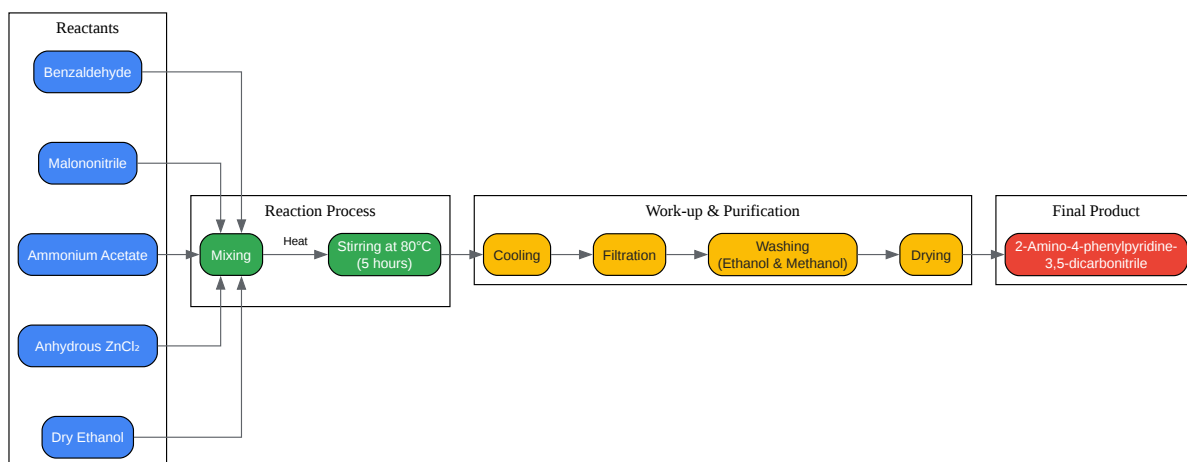 Reactants
Benzaldehyde
Malononitrile
Ammonium Acetate
Anhydrous ZnCl₂
Dry Ethanol
Reaction Process
Mixing
Heat
Stirring at 80°C
(5 hours)
Work-up & Purification
Cooling
Filtration
Washing
(Ethanol & Methanol)
Drying
Final Product
2-Amino-4-phenylpyridine-
3,5-dicarbonitrile